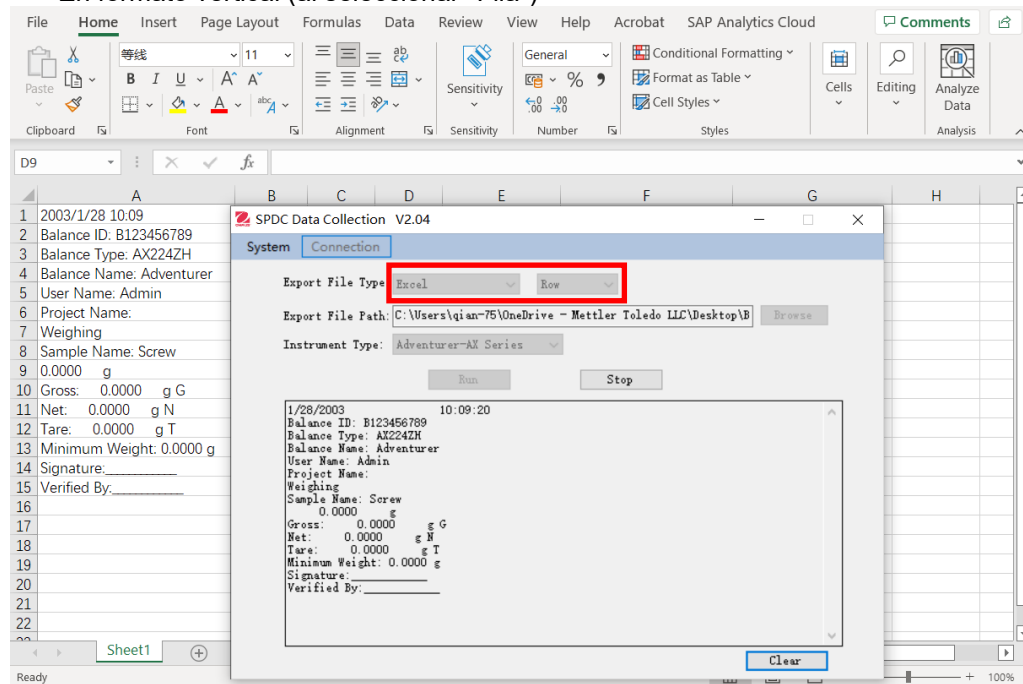 File Home Insert Page Layout Formulas Data Review View Help Acrobat SAP Analytics Cloud Comments
等线 11 General Conditional Formatting
Paste B I U A Sensitivity % Format as Table Cells Editing Analyze Data
Cell Styles
Clipboard Font Alignment Sensitivity Number Styles Analysis
D9 fx
A B C D E F G H
1 2003/1/28 10:09
2 Balance ID: B123456789
3 Balance Type: AX224ZH
4 Balance Name: Adventurer
5 User Name: Admin
6 Project Name:
7 Weighing
8 Sample Name: Screw
9 0.0000 g
10 Gross: 0.0000 g G
11 Net: 0.0000 g N
12 Tare: 0.0000 g T
13 Minimum Weight: 0.0000 g
14 Signature:___________
15 Verified By:___________
16
17
18
19
20
21
22
SPDC Data Collection V2.04
System Connection
Export File Type Excel Row
Export File Path: C:\Users\qian-75\OneDrive - Mettler Toledo LLC\Desktop\B Browse
Instrument Type: Adventurer-AX Series
Run Stop
1/28/2003 10:09:20
Balance ID: B123456789
Balance Type: AX224ZH
Balance Name: Adventurer
User Name: Admin
Project Name:
Weighing
Sample Name: Screw
0.0000 g
Gross: 0.0000 g G
Net: 0.0000 g N
Tare: 0.0000 g T
Minimum Weight: 0.0000 g
Signature:___________
Verified By:___________
Clear
Sheet1
Ready 100%